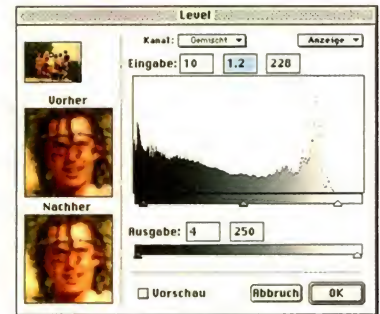 Level
Kanal: Gemischt Anzeige
Eingabe: 10 1.2 228
Vorher
Nachher
Ausgabe: 4 250
Vorschau Abbruch OK